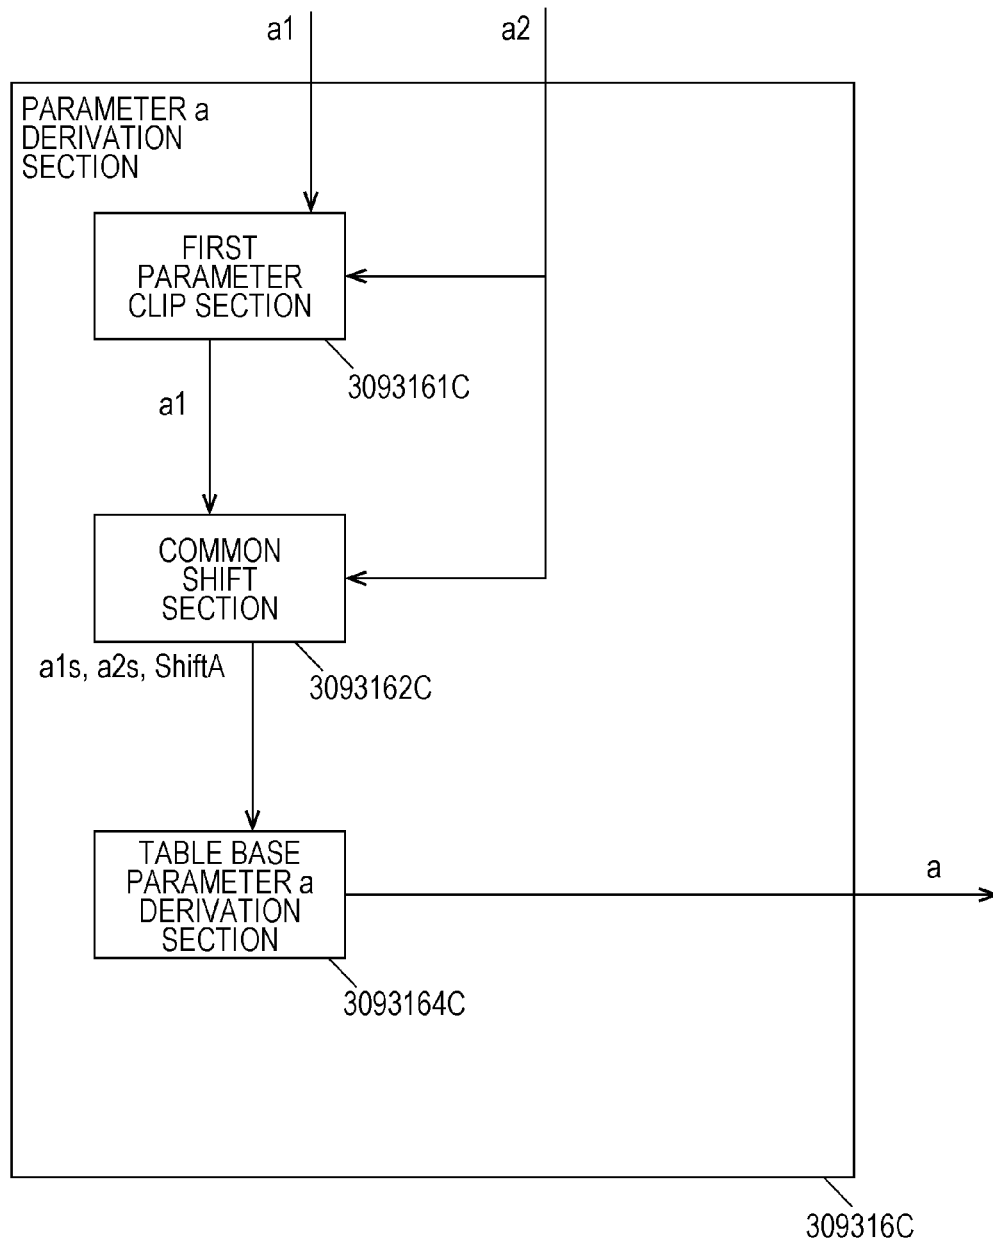 a1
a2
PARAMETER a
DERIVATION
SECTION
FIRST
PARAMETER
CLIP SECTION
3093161C
a1
COMMON
SHIFT
SECTION
a1s, a2s, ShiftA
3093162C
TABLE BASE
PARAMETER a
DERIVATION
SECTION
a
3093164C
309316C